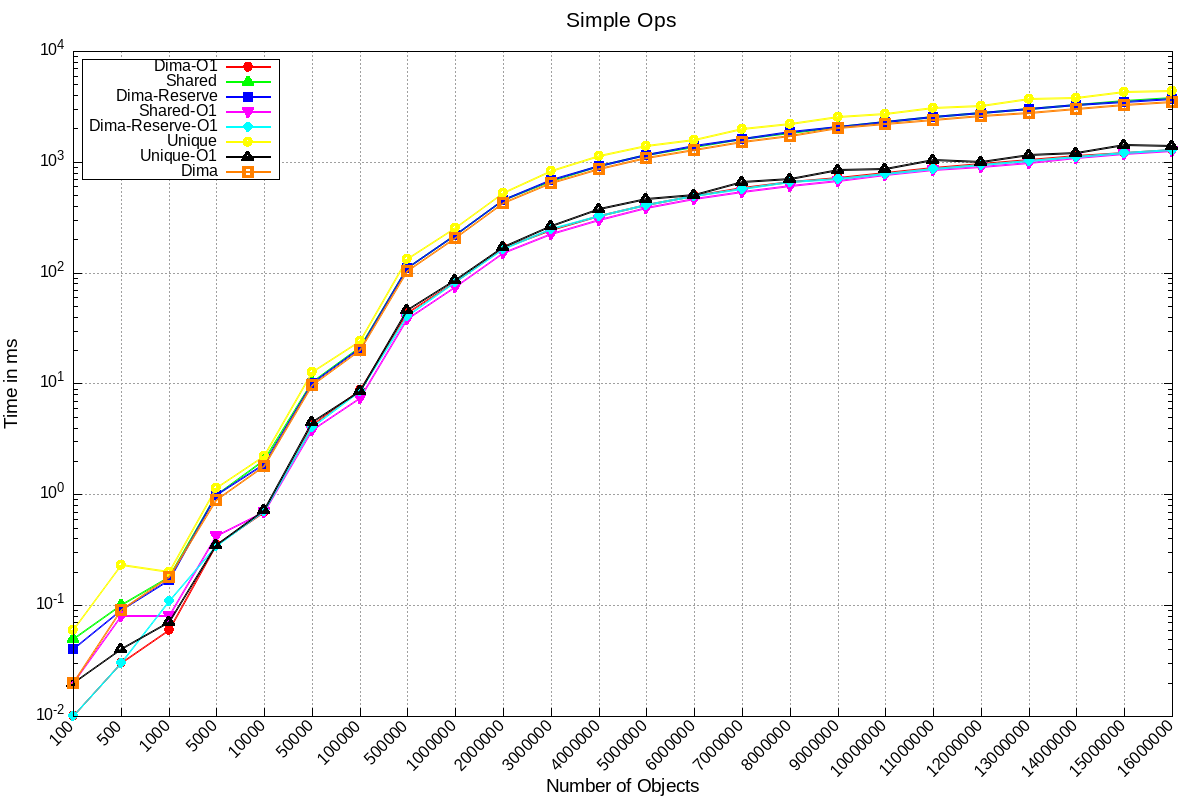 Simple Ops
10^4
10^3
10^2
10^1
10^0
10^-1
10^-2
Time in ms
Dima-O1
Shared
Dima-Reserve
Shared-O1
Dima-Reserve-O1
Unique
Unique-O1
Dima
100
500
1000
5000
10000
50000
100000
500000
1000000
2000000
3000000
4000000
5000000
6000000
7000000
8000000
9000000
10000000
11000000
12000000
13000000
14000000
15000000
16000000
Number of Objects